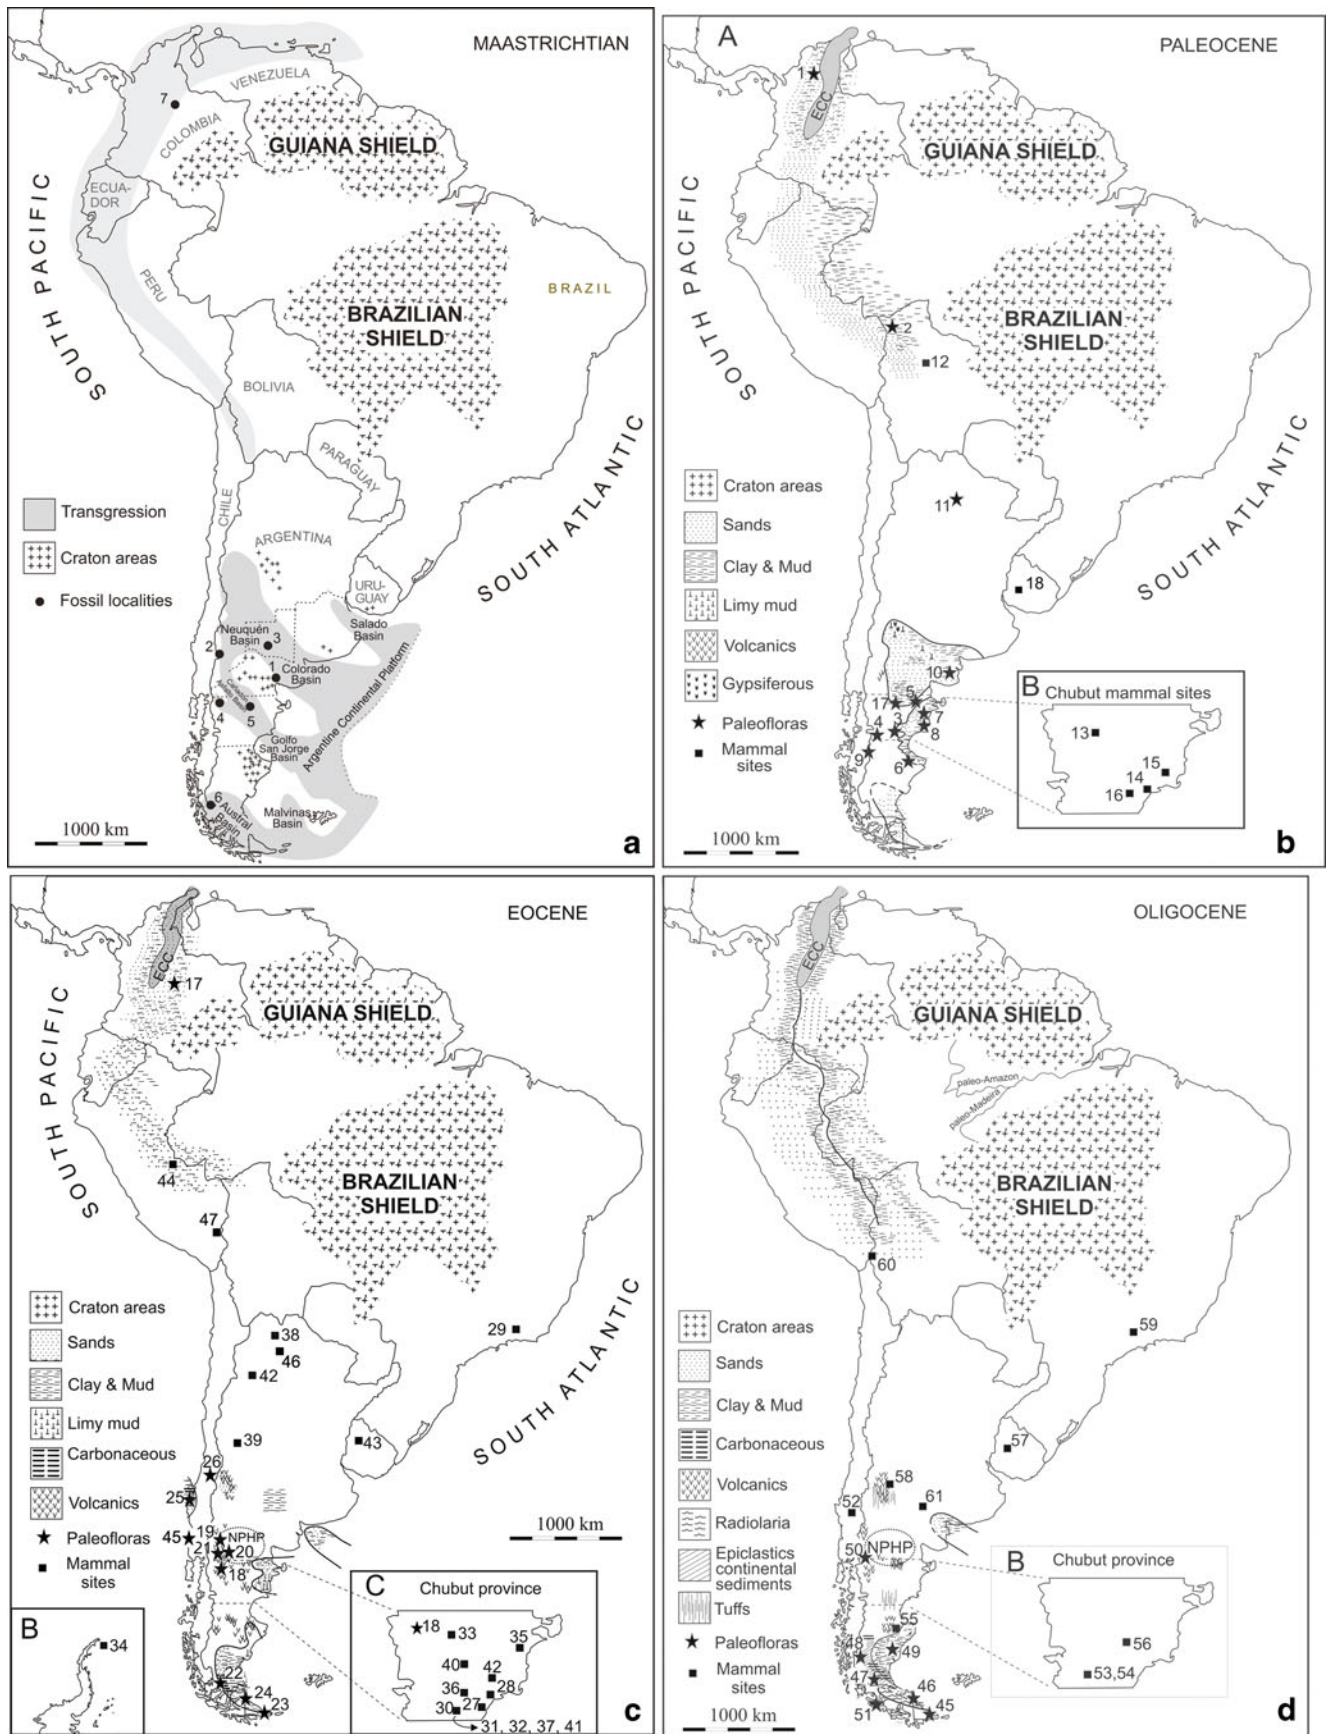 MAASTRICHTIAN
VENEZUELA
7
COLOMBIA
GUIANA SHIELD
ECUA-
DOR
SOUTH PACIFIC
PERU
BRAZIL
BRAZILIAN
SHIELD
BOLIVIA
PARAGUAY
CHILE
SOUTH ATLANTIC
Transgression
Craton areas
Fossil localities
ARGENTINA
URU-
GUAY
Salado
Basin
Neuquén
Basin
3
2
1
Colorado
Basin
4
5
Argentine Continental Platform
Golfo
San Jorge
Basin
6
Austral
Basin
Malvinas
Basin
1000 km
a
A
PALEOCENE
1
ECC
GUIANA SHIELD
SOUTH PACIFIC
BRAZILIAN
SHIELD
2
12
SOUTH ATLANTIC
Craton areas
Sands
Clay & Mud
Limy mud
Volcanics
Gypsiferous
Paleofloras
Mammal
sites
11
18
10
17
5
7
4
3
8
9
6
B
Chubut mammal sites
13
15
14
16
1000 km
b
EOCENE
ECC
17
GUIANA SHIELD
SOUTH PACIFIC
BRAZILIAN
SHIELD
44
47
SOUTH ATLANTIC
Craton areas
Sands
Clay & Mud
Limy mud
Carbonaceous
Volcanics
Paleofloras
Mammal
sites
29
38
46
42
39
43
26
25
45
19
NPHP
21
20
18
1000 km
22
24
23
B
34
C
Chubut province
18
33
35
40
42
36
28
27
30
31, 32, 37, 41
c
OLIGOCENE
ECC
GUIANA SHIELD
paleo-Amazon
paleo-Madeira
BRAZILIAN
SHIELD
60
59
Craton areas
Sands
Clay & Mud
Carbonaceous
Volcanics
Radiolaria
Epiclastics
continental
sediments
Tuffs
Paleofloras
Mammal
sites
57
58
61
52
50
NPHP
55
48
49
47
46
51
45
B
Chubut province
56
53,54
1000 km
d